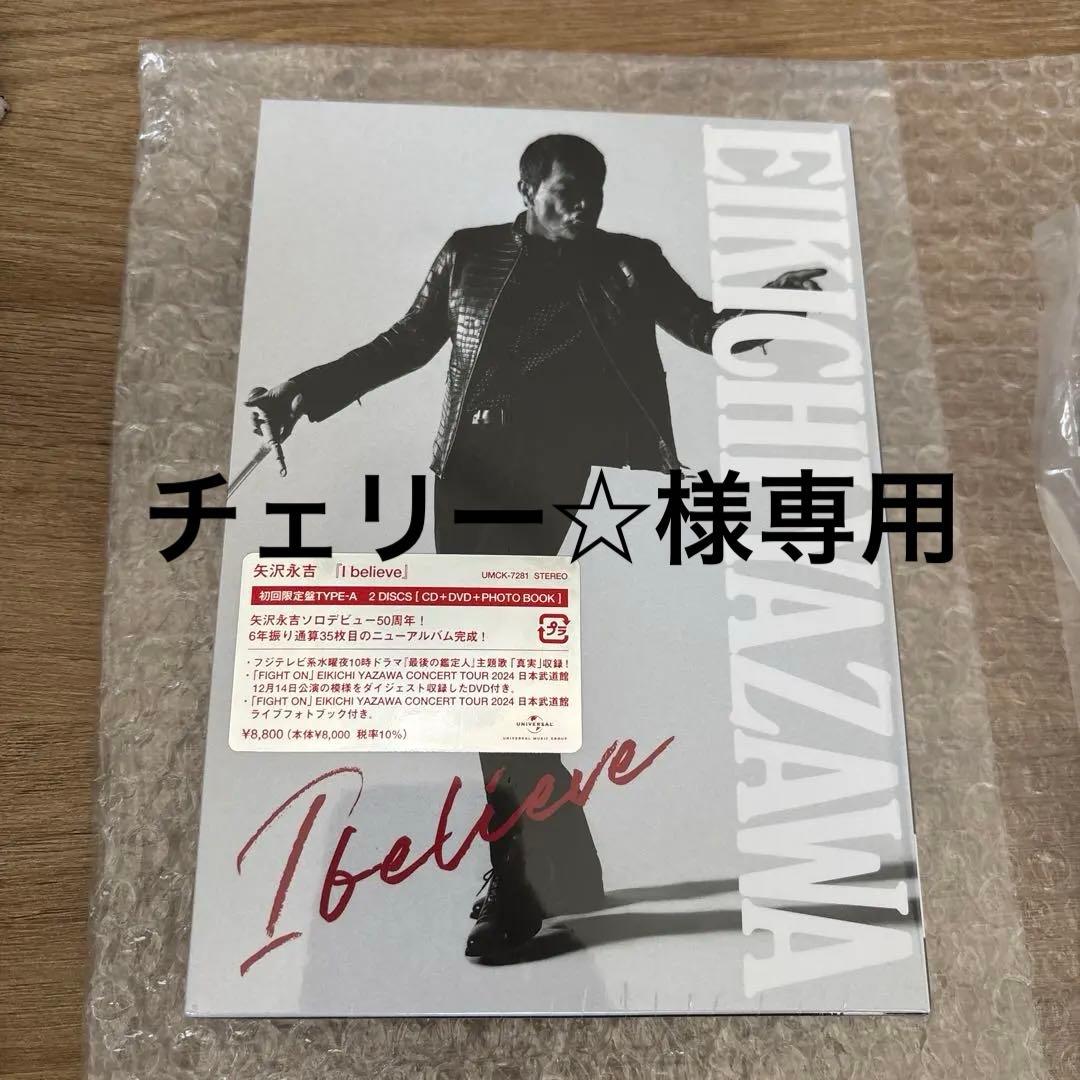 EIKICHI YAZAWA
チェリー☆様専用
矢沢永吉 『I believe』 UMCK-7281 STEREO
初回限定盤TYPE-A 2 DISCS [ CD+DVD+PHOTO BOOK ]
矢沢永吉ソロデビュー50周年!
6年振り通算35枚目のニューアルバム完成!
プラ
・フジテレビ系水曜夜10時ドラマ『最後の鑑定人』主題歌「真実」収録!
・「FIGHT ON」EIKICHI YAZAWA CONCERT TOUR 2024 日本武道館
12月14日公演の模様をダイジェスト収録したDVD付き。
・「FIGHT ON」EIKICHI YAZAWA CONCERT TOUR 2024 日本武道館
ライブフォトブック付き。
¥8,800(本体¥8,000 税率10%)
UNIVERSAL
UNIVERSAL MUSIC GROUP
I believe